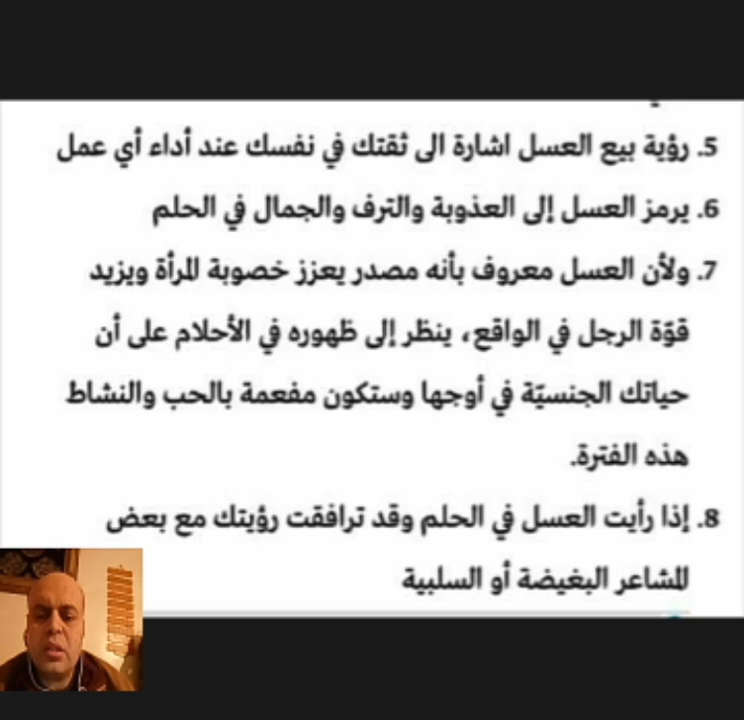 5. رؤية بيع العسل اشارة الى ثقتك في نفسك عند أداء أي عمل
6. يرمز العسل إلى العذوبة والترف والجمال في الحلم
7. ولأن العسل معروف بأنه مصدر يعزز خصوبة المرأة ويزيد
قوّة الرجل في الواقع، ينظر إلى ظهوره في الأحلام على أن
حياتك الجنسيّة في أوجها وستكون مفعمة بالحب والنشاط
هذه الفترة.
8. إذا رأيت العسل في الحلم وقد ترافقت رؤيتك مع بعض
المشاعر البغيضة أو السلبية